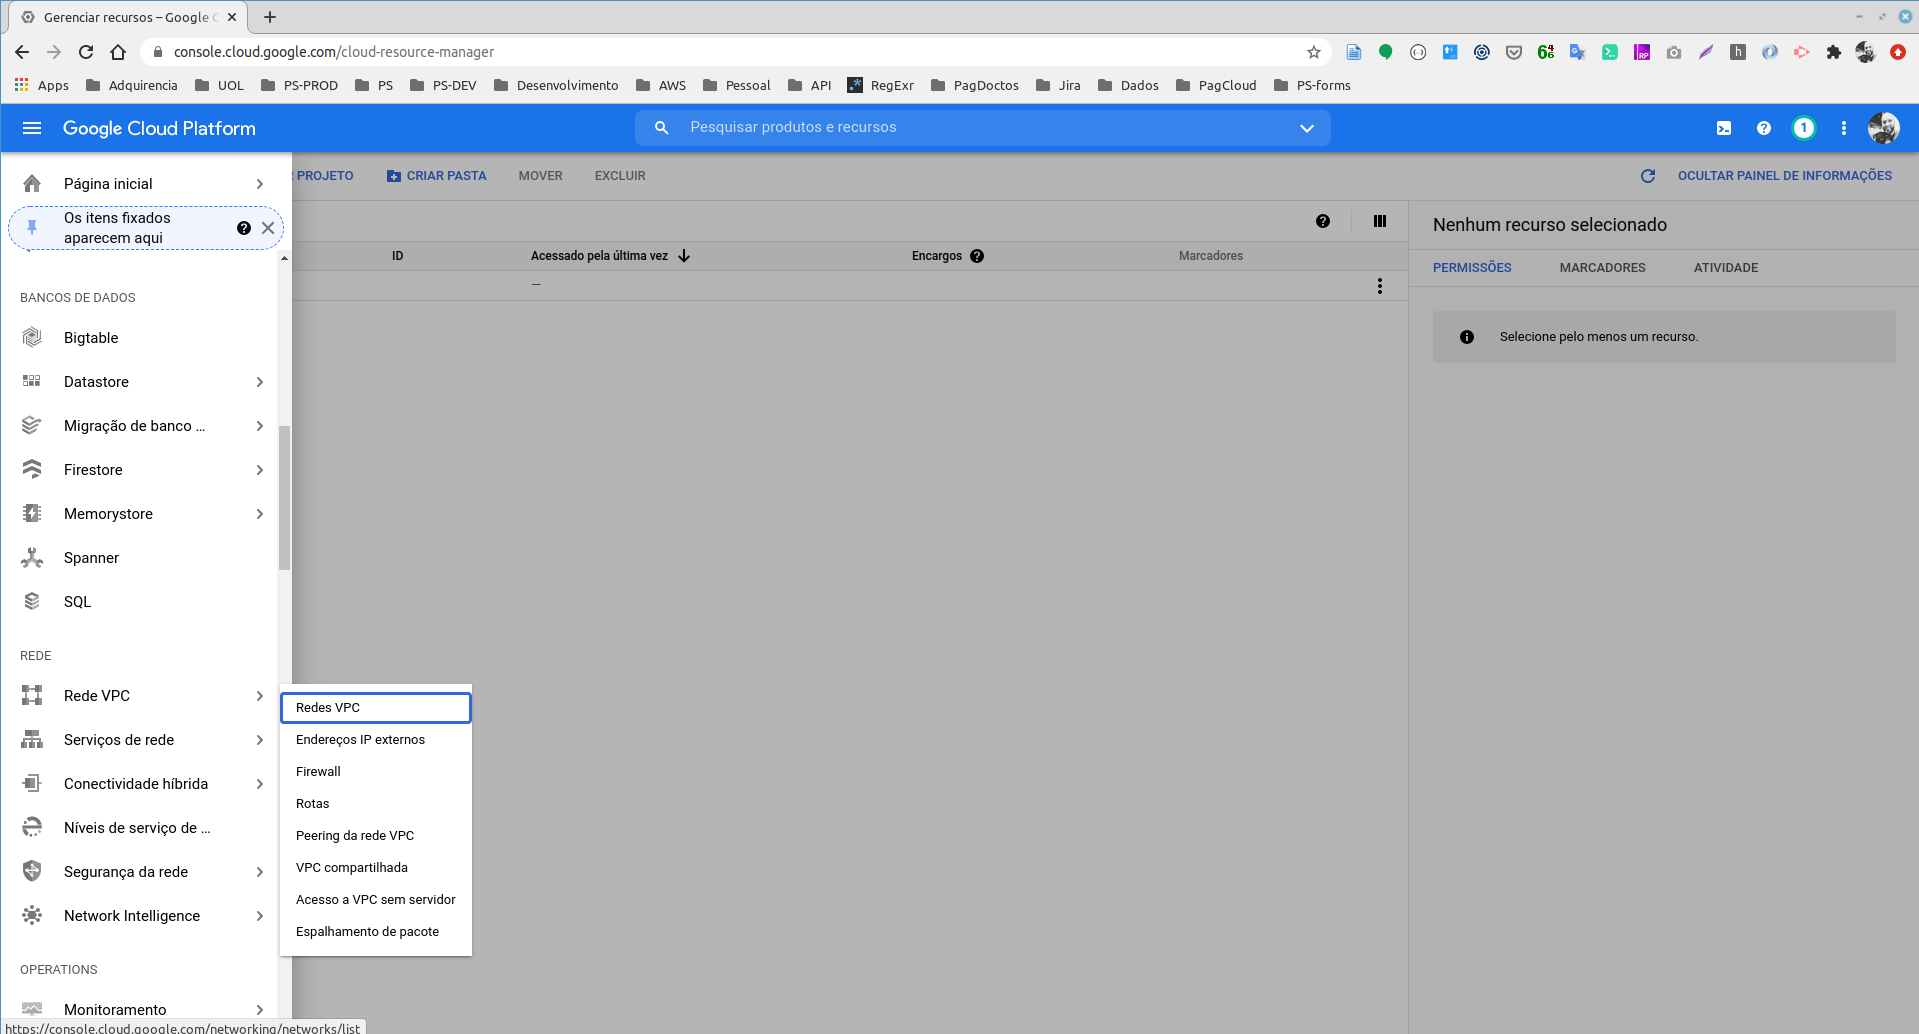 Gerenciar recursos – Google C
console.cloud.google.com/cloud-resource-manager
Apps
Adquirencia
UOL
PS-PROD
PS
PS-DEV
Desenvolvimento
AWS
Pessoal
API
RegExr
PagDoctos
Jira
Dados
PagCloud
PS-forms
Google Cloud Platform
Pesquisar produtos e recursos
1
Página inicial
Os itens fixados
aparecem aqui
PROJETO
CRIAR PASTA
MOVER
EXCLUIR
OCULTAR PAINEL DE INFORMAÇÕES
ID
Acessado pela última vez
Encargos
Marcadores
—
Nenhum recurso selecionado
PERMISSÕES
MARCADORES
ATIVIDADE
Selecione pelo menos um recurso.
BANCOS DE DADOS
Bigtable
Datastore
Migração de banco ...
Firestore
Memorystore
Spanner
SQL
REDE
Rede VPC
Serviços de rede
Conectividade híbrida
Níveis de serviço de ...
Segurança da rede
Network Intelligence
Redes VPC
Endereços IP externos
Firewall
Rotas
Peering da rede VPC
VPC compartilhada
Acesso a VPC sem servidor
Espalhamento de pacote
OPERATIONS
Monitoramento
https://console.cloud.google.com/networking/networks/list